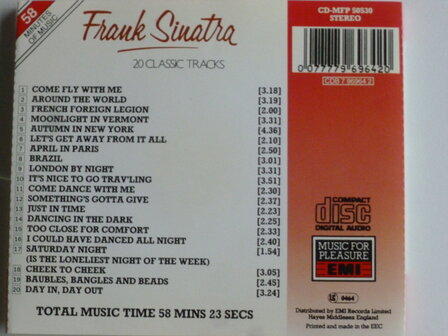 58
MINUTES
OF MUSIC
Frank Sinatra
20 CLASSIC TRACKS
CD-MFP 50530
STEREO
0 077779 696420
CDB 7 96964 2
1 COME FLY WITH ME [3.18]
2 AROUND THE WORLD [3.19]
3 FRENCH FOREIGN LEGION [2.00]
4 MOONLIGHT IN VERMONT [3.31]
5 AUTUMN IN NEW YORK [4.36]
6 LET'S GET AWAY FROM IT ALL [2.10]
7 APRIL IN PARIS [2.50]
8 BRAZIL [3.01]
9 LONDON BY NIGHT [3.31]
10 IT'S NICE TO GO TRAV'LING [3.51]
11 COME DANCE WITH ME [2.30]
12 SOMETHING'S GOTTA GIVE [2.37]
13 JUST IN TIME [2.23]
14 DANCING IN THE DARK [2.25]
15 TOO CLOSE FOR COMFORT [2.33]
16 I COULD HAVE DANCED ALL NIGHT [2.40]
17 SATURDAY NIGHT [1.54]
(IS THE LONELIEST NIGHT OF THE WEEK)
18 CHEEK TO CHEEK [3.05]
19 BAUBLES, BANGLES AND BEADS [2.45]
20 DAY IN, DAY OUT [3.24]
TOTAL MUSIC TIME 58 MINS 23 SECS
COMPACT
disc
DIGITAL AUDIO
MUSIC FOR
PLEASURE
EMI
LC 0464
Distributed by EMI Records Limited
Hayes Middlesex England
Printed and made in the EEC